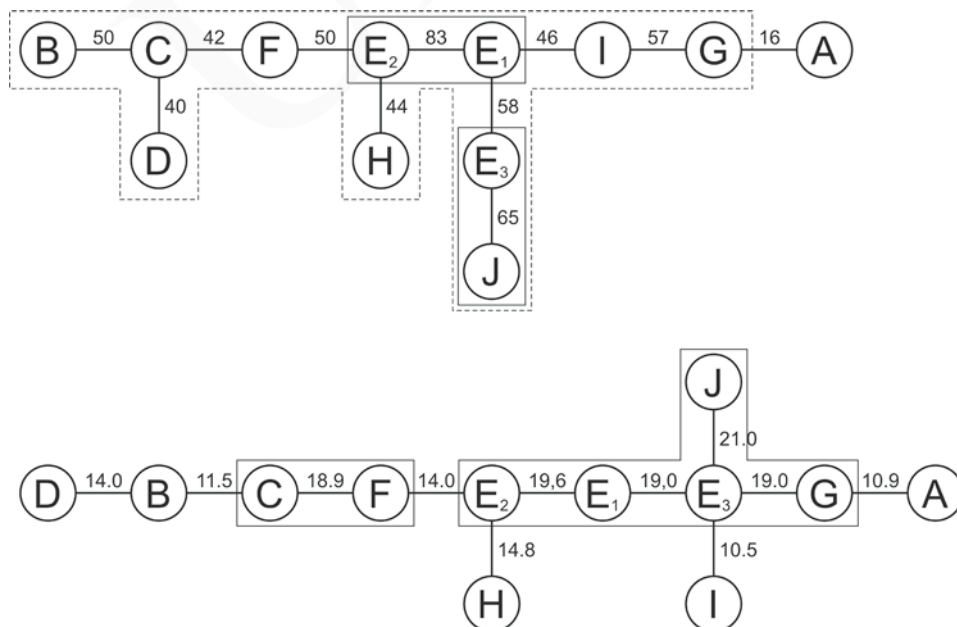 B 50 C 42 F 50 E₂ 83 E₁ 46 I 57 G 16 A
40 44 58
D H E₃
65
J
J
21.0
D 14.0 B 11.5 C 18.9 F 14.0 E₂ 19,6 E₁ 19,0 E₃ 19.0 G 10.9 A
14.8 10.5
H I